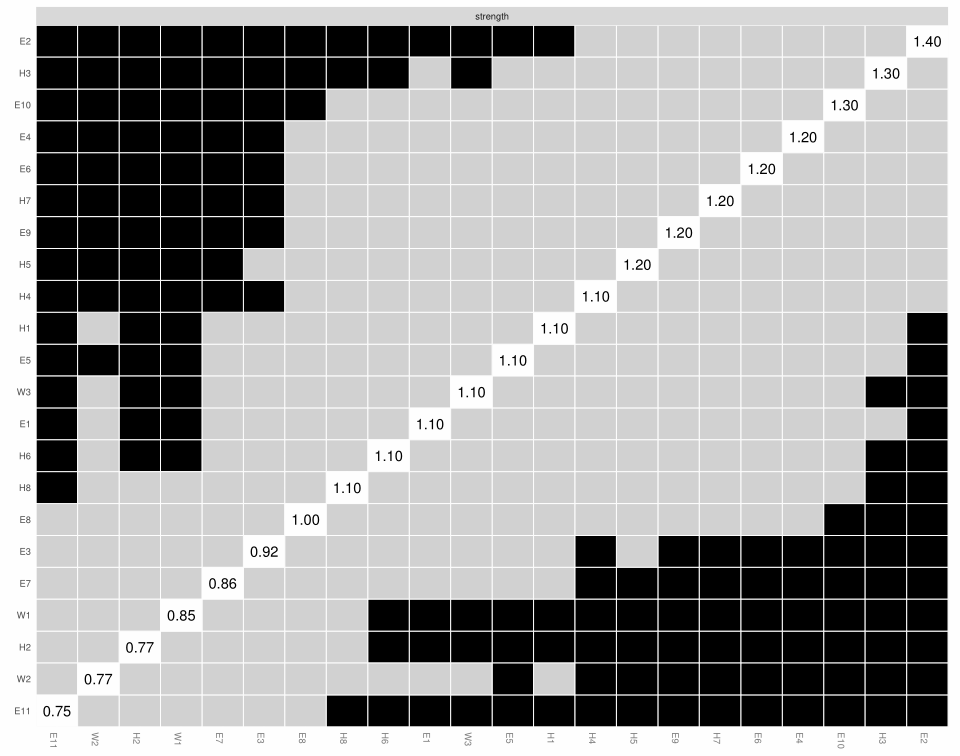 strength
E2 1.40
H3 1.30
E10 1.30
E4 1.20
E6 1.20
H7 1.20
E9 1.20
H5 1.20
H4 1.10
H1 1.10
E5 1.10
W3 1.10
E1 1.10
H6 1.10
H8 1.10
E8 1.00
E3 0.92
E7 0.86
W1 0.85
H2 0.77
W2 0.77
E11 0.75
E11 W2 H2 W1 E7 E3 E8 H8 H6 E1 W3 E5 H1 H4 H5 E9 H7 E6 E4 E10 H3 E2